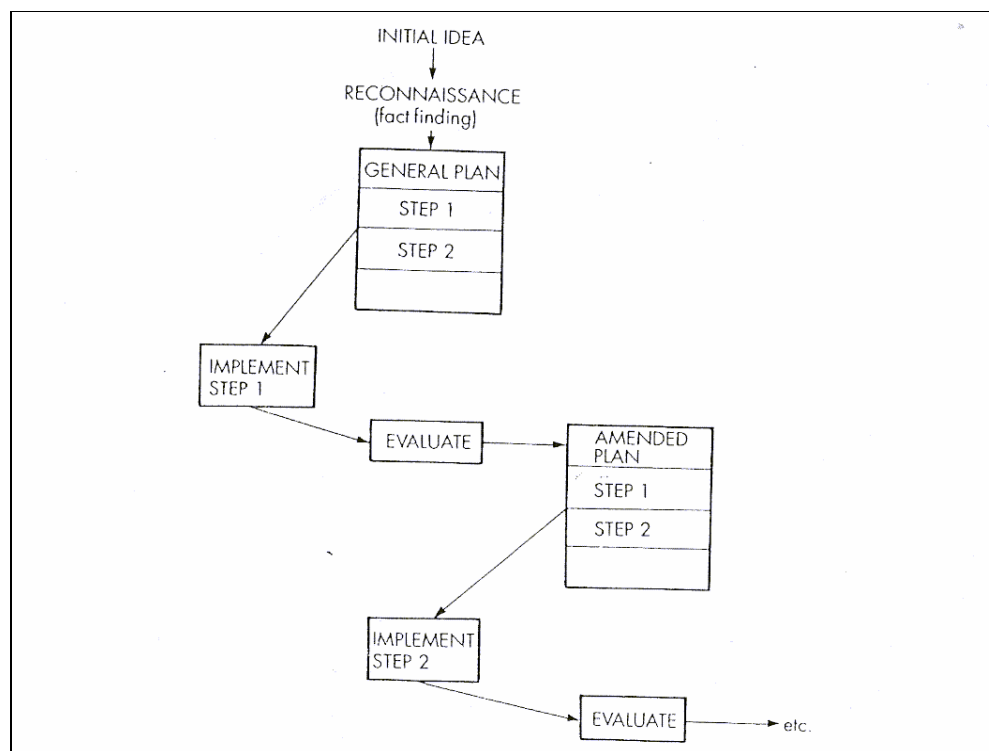 INITIAL IDEA
RECONNAISSANCE
(fact finding)
GENERAL PLAN
STEP 1
STEP 2
IMPLEMENT
STEP 1
EVALUATE
AMENDED
PLAN
STEP 1
STEP 2
IMPLEMENT
STEP 2
EVALUATE
etc.